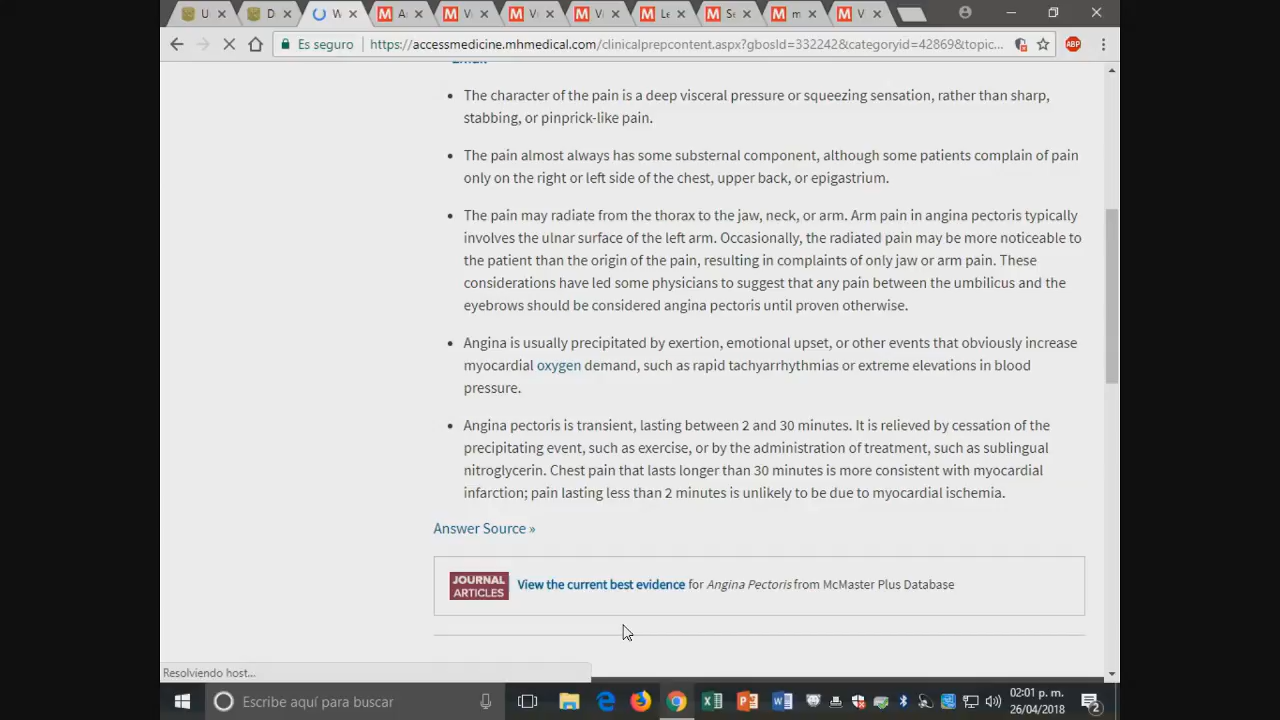 U
D
W
M A
M V
M V
M V
M Le
M Se
M m
M V
Es seguro
https://accessmedicine.mhmedical.com/clinicalprepcontent.aspx?gbosId=332242&categoryid=42869&topic...
ABP
Email
• The character of the pain is a deep visceral pressure or squeezing sensation, rather than sharp,
stabbing, or pinprick-like pain.
• The pain almost always has some substernal component, although some patients complain of pain
only on the right or left side of the chest, upper back, or epigastrium.
• The pain may radiate from the thorax to the jaw, neck, or arm. Arm pain in angina pectoris typically
involves the ulnar surface of the left arm. Occasionally, the radiated pain may be more noticeable to
the patient than the origin of the pain, resulting in complaints of only jaw or arm pain. These
considerations have led some physicians to suggest that any pain between the umbilicus and the
eyebrows should be considered angina pectoris until proven otherwise.
• Angina is usually precipitated by exertion, emotional upset, or other events that obviously increase
myocardial oxygen demand, such as rapid tachyarrhythmias or extreme elevations in blood
pressure.
• Angina pectoris is transient, lasting between 2 and 30 minutes. It is relieved by cessation of the
precipitating event, such as exercise, or by the administration of treatment, such as sublingual
nitroglycerin. Chest pain that lasts longer than 30 minutes is more consistent with myocardial
infarction; pain lasting less than 2 minutes is unlikely to be due to myocardial ischemia.
Answer Source »
JOURNAL
ARTICLES
View the current best evidence for Angina Pectoris from McMaster Plus Database
Resolviendo host...
Escribe aquí para buscar
02:01 p. m.
26/04/2018
2